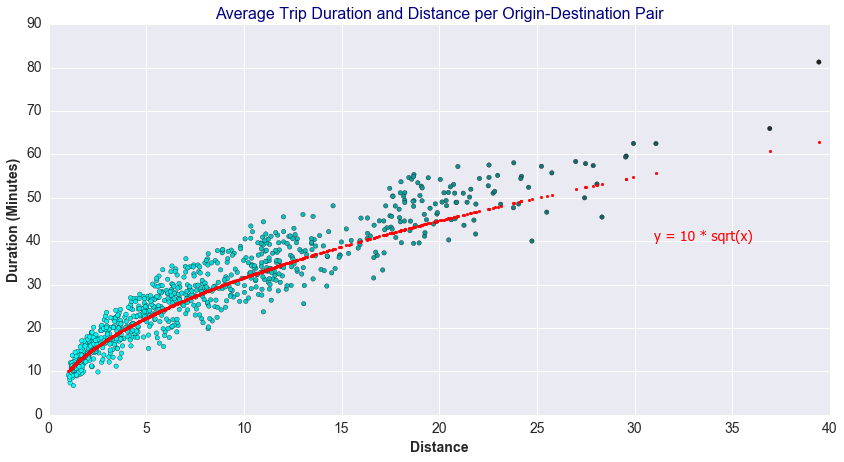 Average Trip Duration and Distance per Origin-Destination Pair
90
80
70
60
50
40
30
20
10
0
Duration (Minutes)
y = 10 * sqrt(x)
0 5 10 15 20 25 30 35 40
Distance